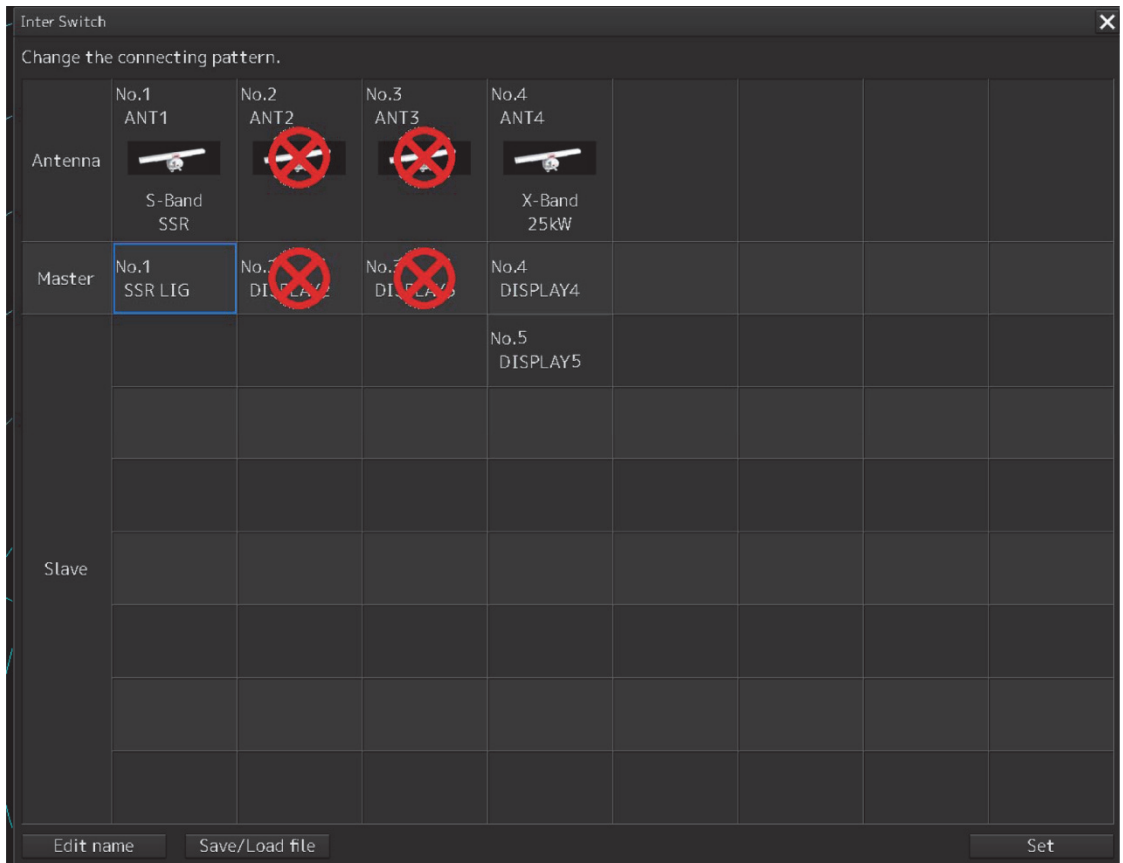 Inter Switch
Change the connecting pattern.
No.1
ANT1
No.2
ANT2
No.3
ANT3
No.4
ANT4
Antenna
S-Band
SSR
X-Band
25kW
Master
No.1
SSR LIG
No.4
DISPLAY4
No.5
DISPLAY5
Slave
Edit name
Save/Load file
Set